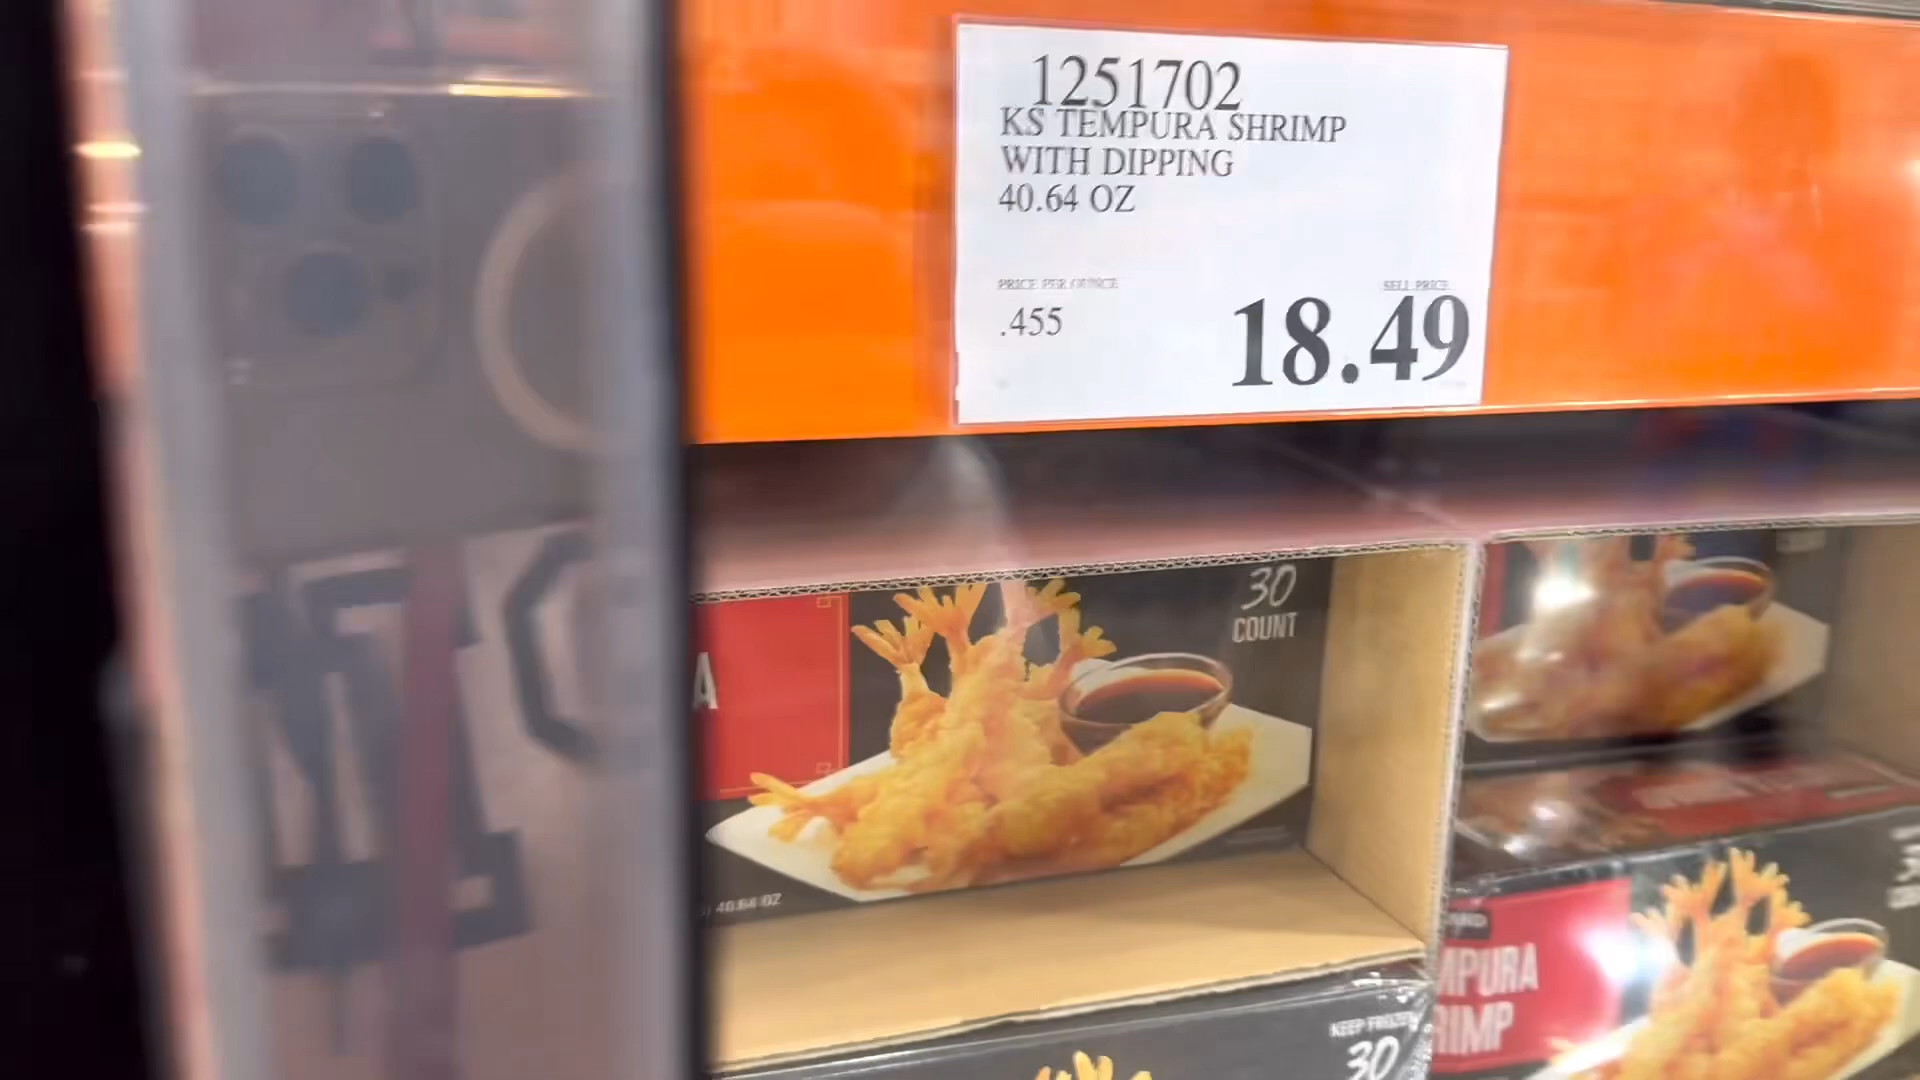 1251702
KS TEMPURA SHRIMP
WITH DIPPING
40.64 OZ
PRICE PER OUNCE
SELL PRICE
.455
18.49
30
COUNT
A
40.64 OZ
MPURA
RIMP
KEEP FROZEN
30